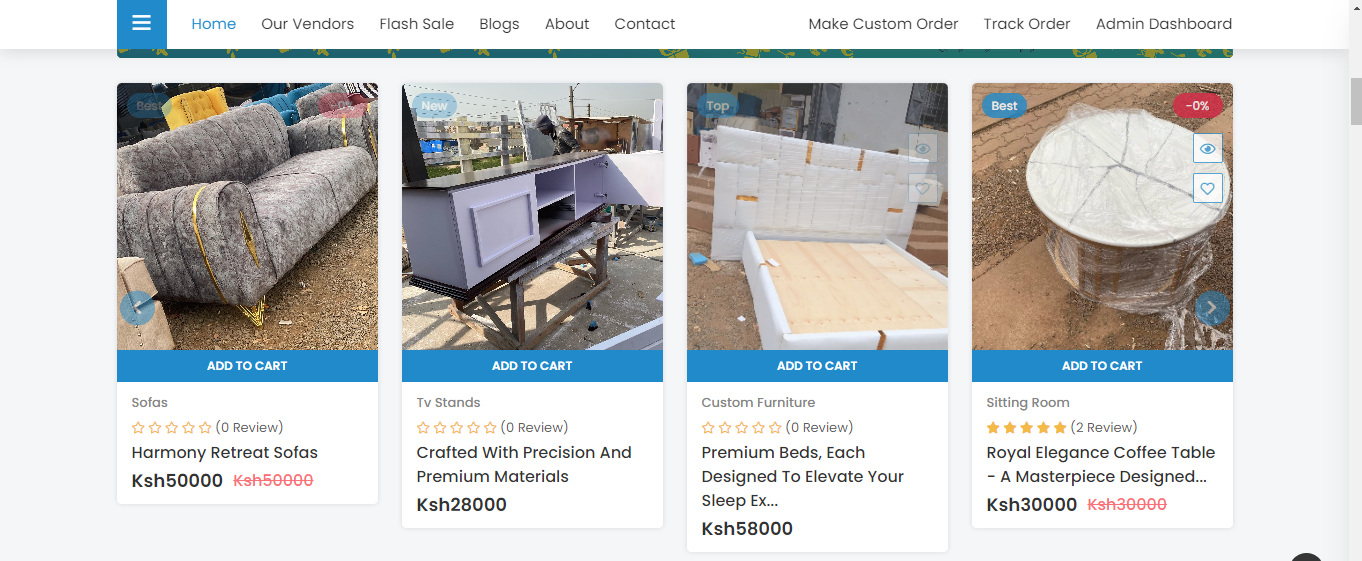 Home Our Vendors Flash Sale Blogs About Contact Make Custom Order Track Order Admin Dashboard
Best -0%
ADD TO CART
Sofas
(0 Review)
Harmony Retreat Sofas
Ksh50000 Ksh50000
New
ADD TO CART
Tv Stands
(0 Review)
Crafted With Precision And
Premium Materials
Ksh28000
Top
ADD TO CART
Custom Furniture
(0 Review)
Premium Beds, Each
Designed To Elevate Your
Sleep Ex...
Ksh58000
Best -0%
ADD TO CART
Sitting Room
(2 Review)
Royal Elegance Coffee Table
- A Masterpiece Designed...
Ksh30000 Ksh30000